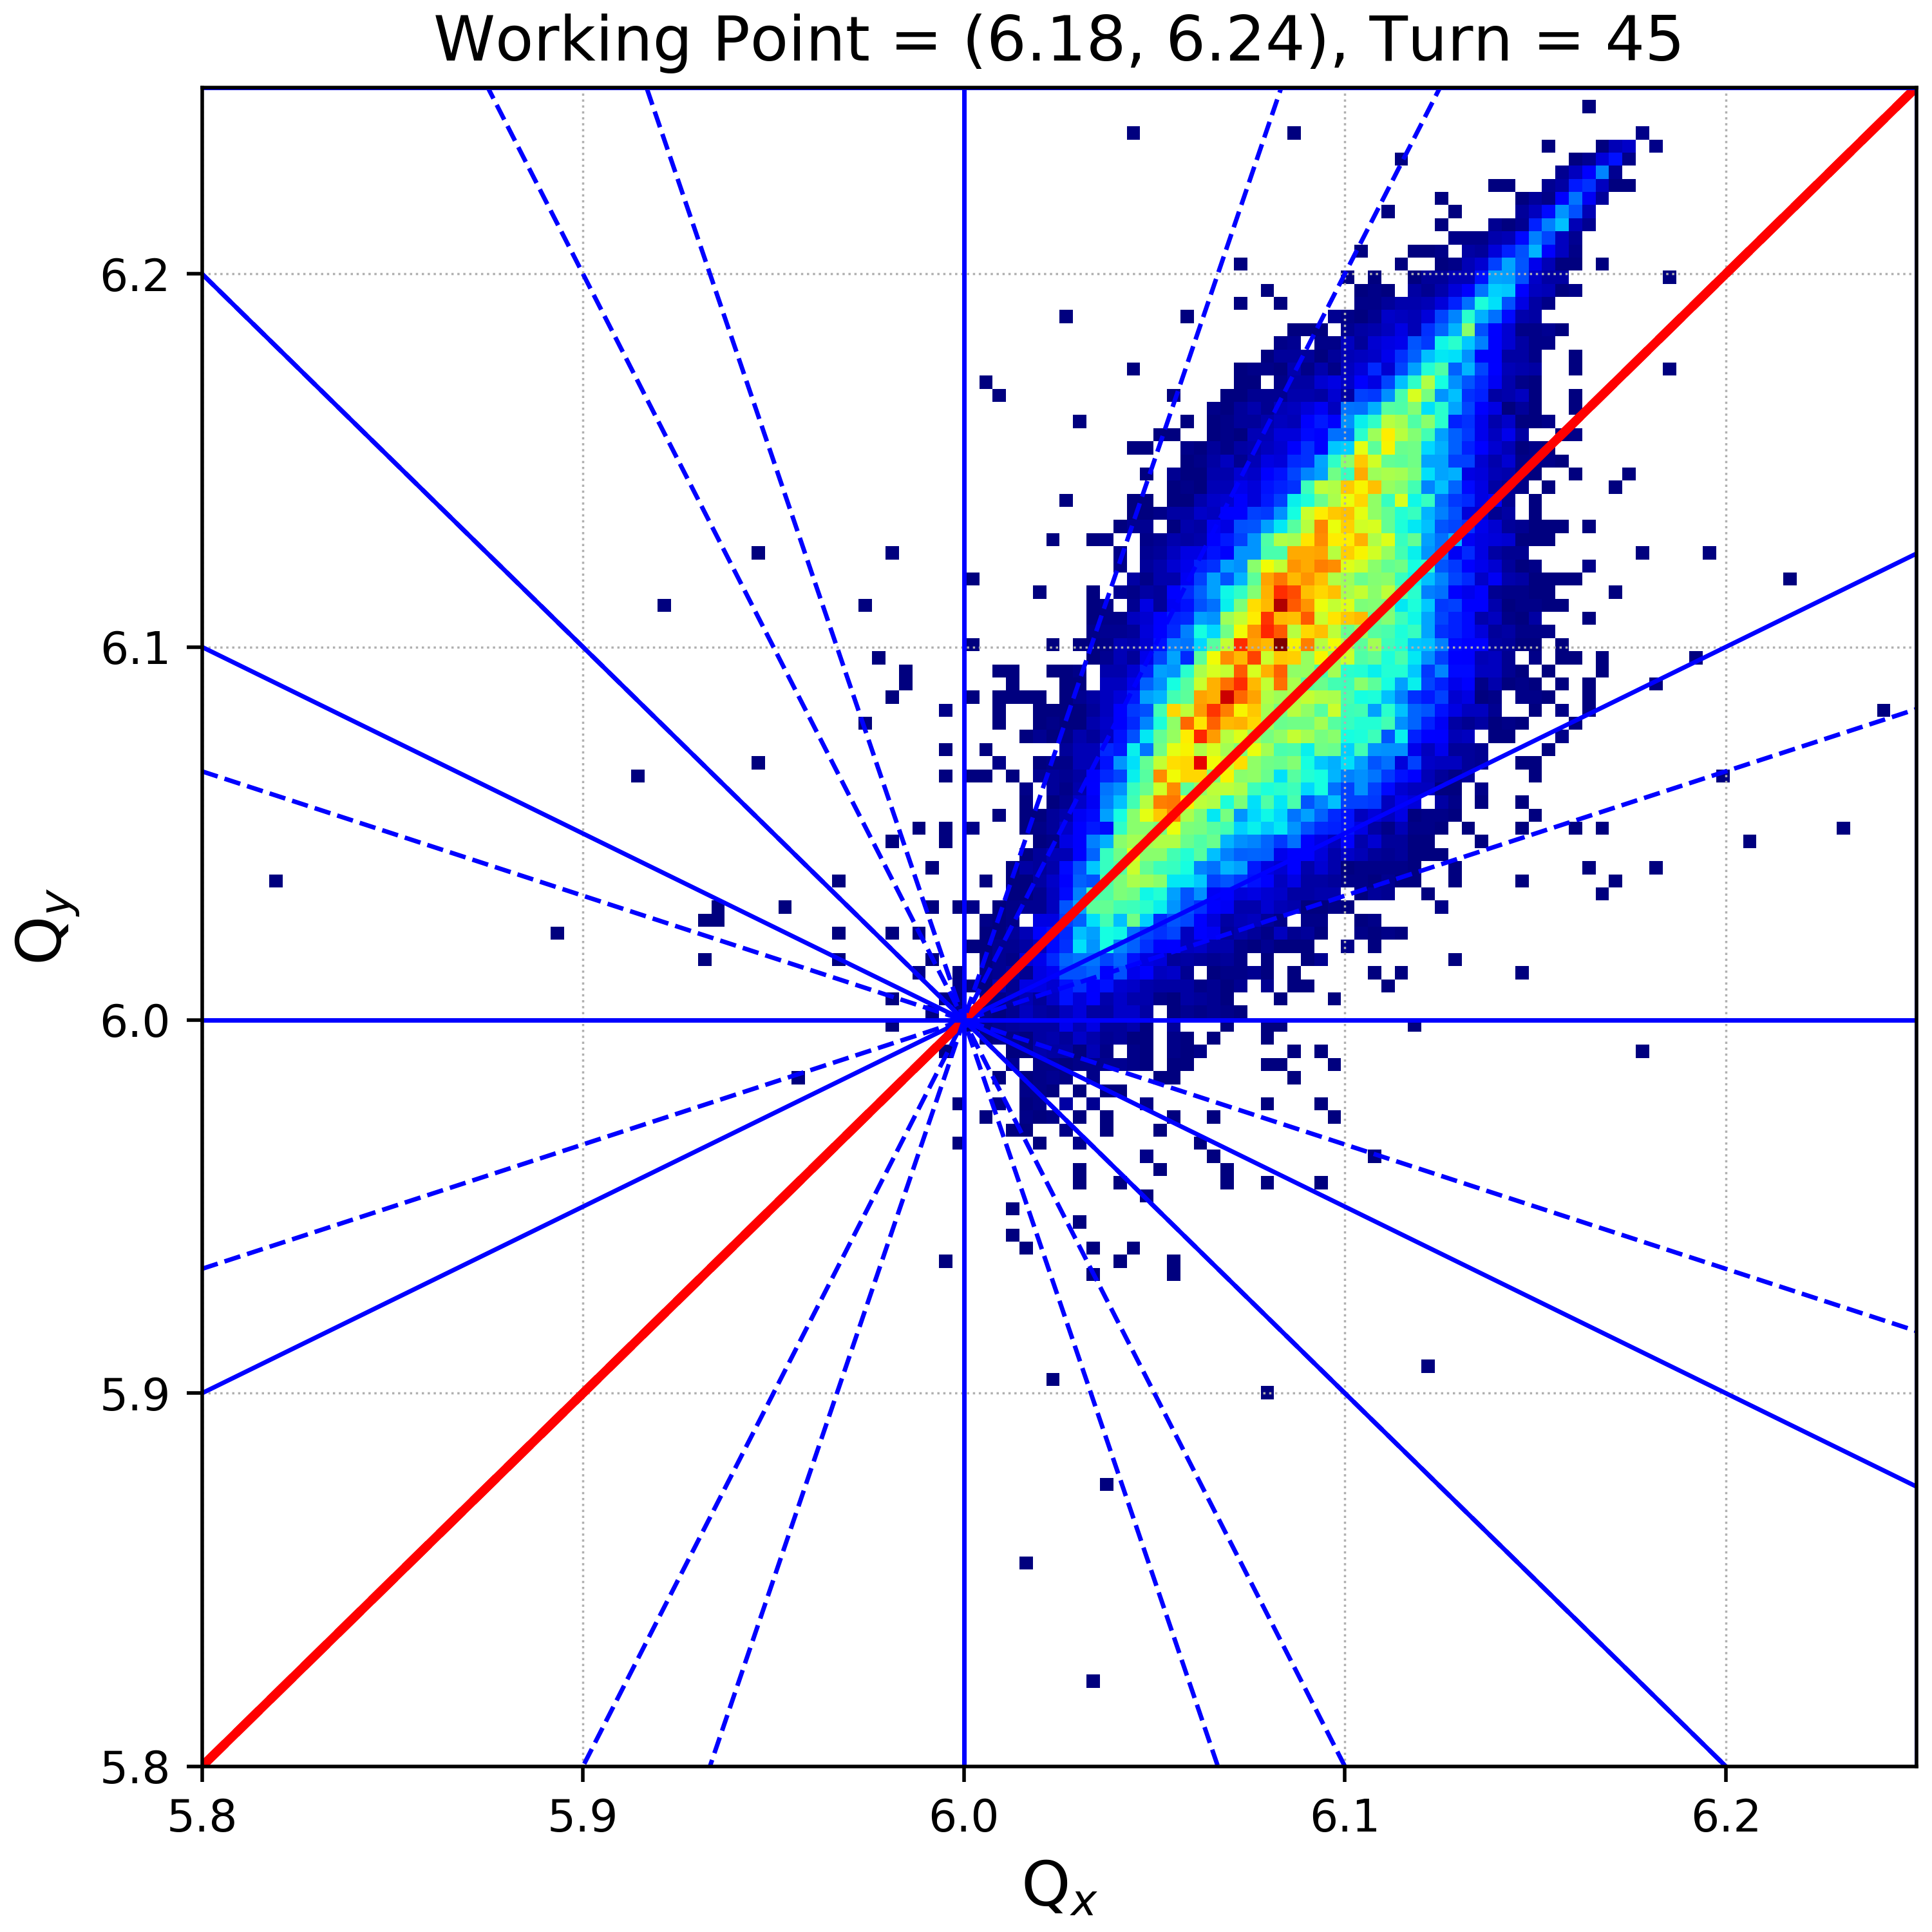 Working Point = (6.18, 6.24), Turn = 45
6.2
6.1
6.0
5.9
5.8
Qy
5.8 5.9 6.0 6.1 6.2
Qx